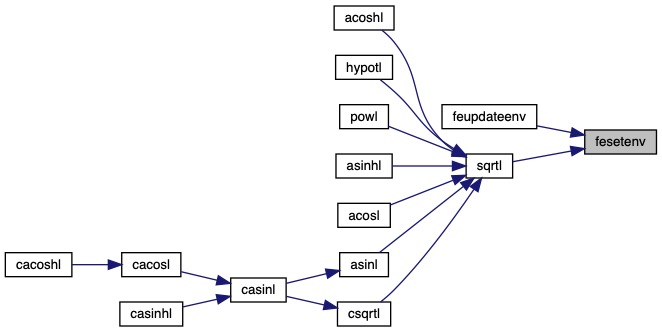 acoshl
hypotl
powl
feupdateenv
fesetenv
asinhl
sqrtl
acosl
cacoshl
cacosl
asinl
casinl
casinhl
csqrtl